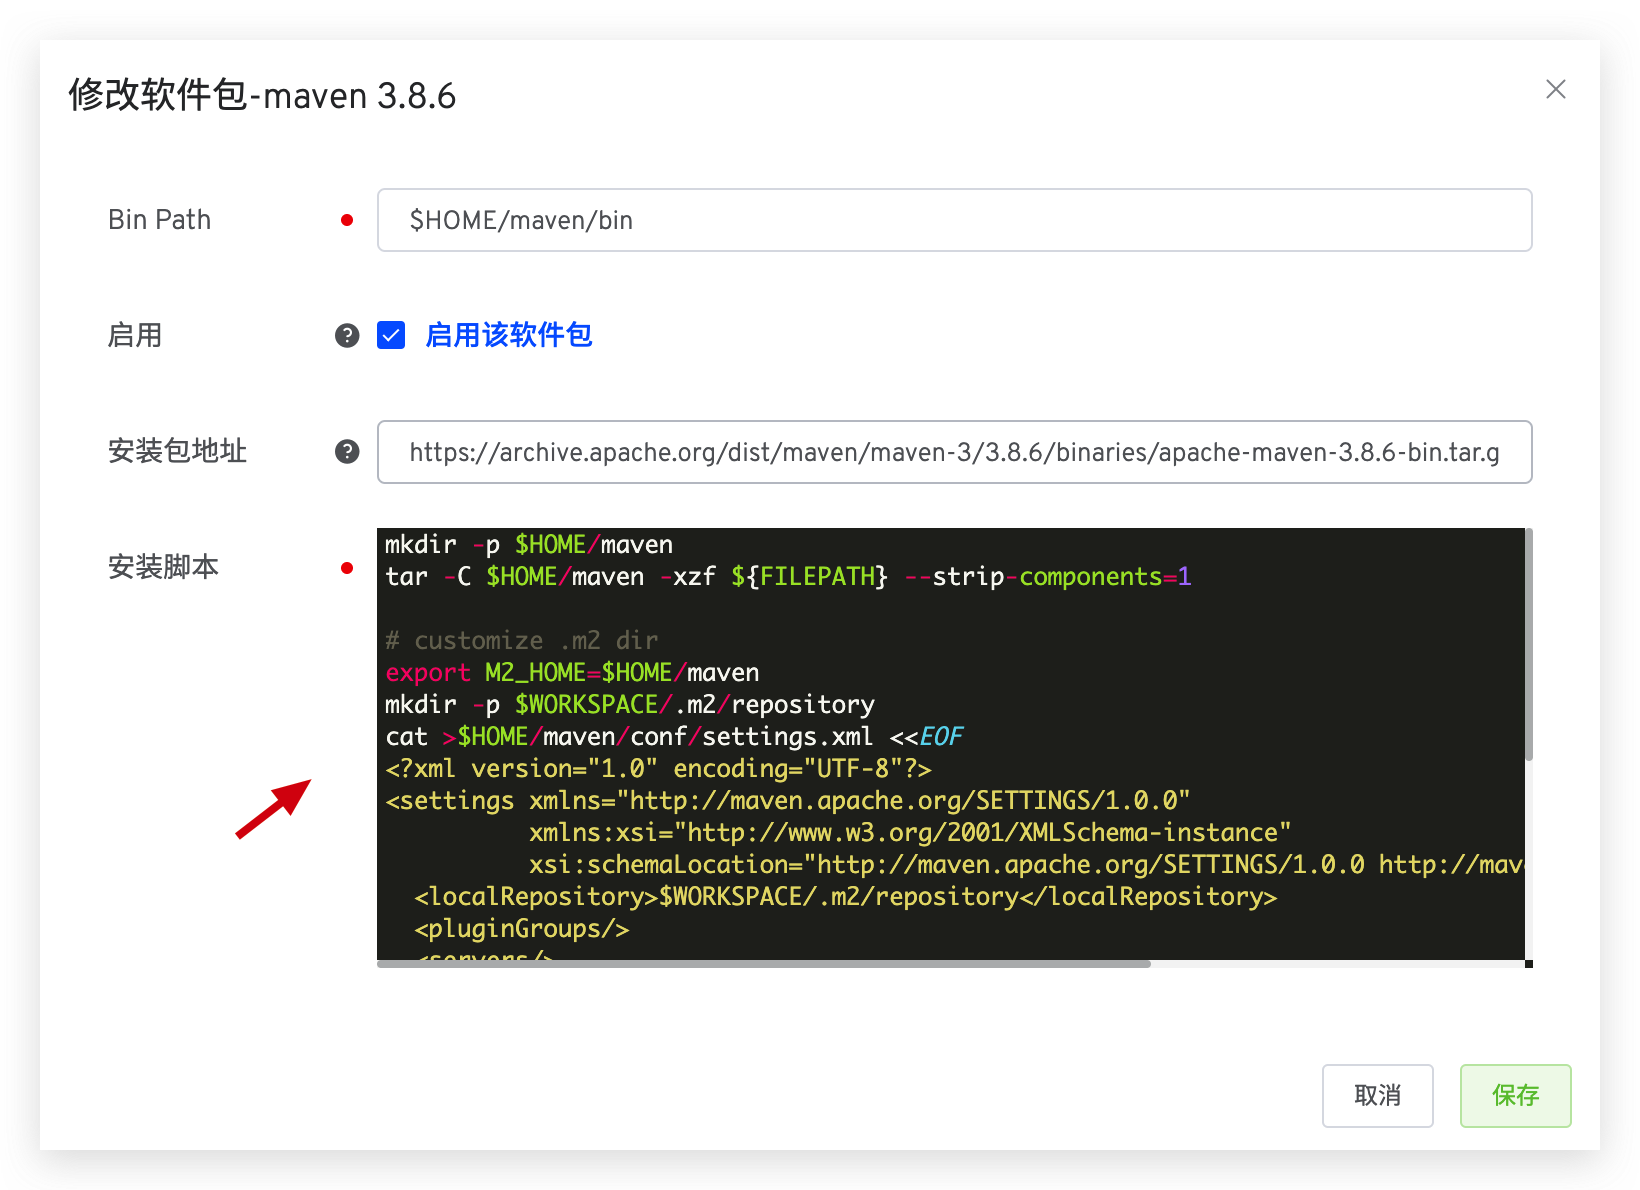 修改软件包-maven 3.8.6
Bin Path
$HOME/maven/bin
启用
启用该软件包
安装包地址
https://archive.apache.org/dist/maven/maven-3/3.8.6/binaries/apache-maven-3.8.6-bin.tar.g
安装脚本
mkdir -p $HOME/maven
tar -C $HOME/maven -xzf ${FILEPATH} --strip-components=1
# customize .m2 dir
export M2_HOME=$HOME/maven
mkdir -p $WORKSPACE/.m2/repository
cat >$HOME/maven/conf/settings.xml <<EOF
<?xml version="1.0" encoding="UTF-8"?>
<settings xmlns="http://maven.apache.org/SETTINGS/1.0.0"
xmlns:xsi="http://www.w3.org/2001/XMLSchema-instance"
xsi:schemaLocation="http://maven.apache.org/SETTINGS/1.0.0 http://mav
<localRepository>$WORKSPACE/.m2/repository</localRepository>
<pluginGroups/>
<servers/>
取消
保存